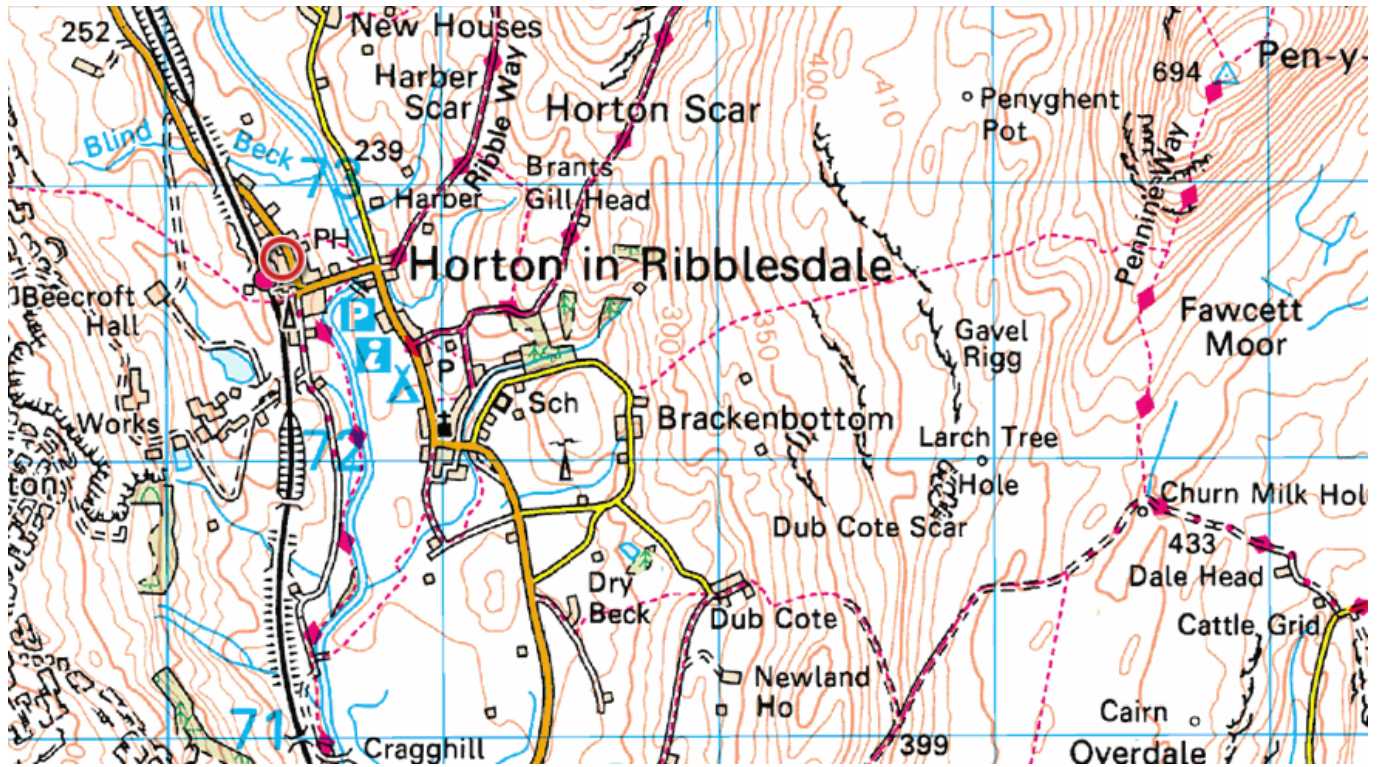 252
New Houses
Harber
Scar
Ribble Way
Horton Scar
400
410
Penyghent
Pot
694
Pen-y-
Pennine Way
Blind
Beck
73
239
Harber
Brants
Gill Head
PH
Horton in Ribblesdale
Beecroft
Hall
P
i
300
350
Gavel
Rigg
Fawcett
Moor
P
Sch
Brackenbottom
Works
72
ton)
Larch Tree
Hole
Churn Milk Hol
Dub Cote Scar
433
Dale Head
Dry
Beck
Dub Cote
Cattle Grid
Newland
Ho
71
Cragghill
399
Cairn
Overdale